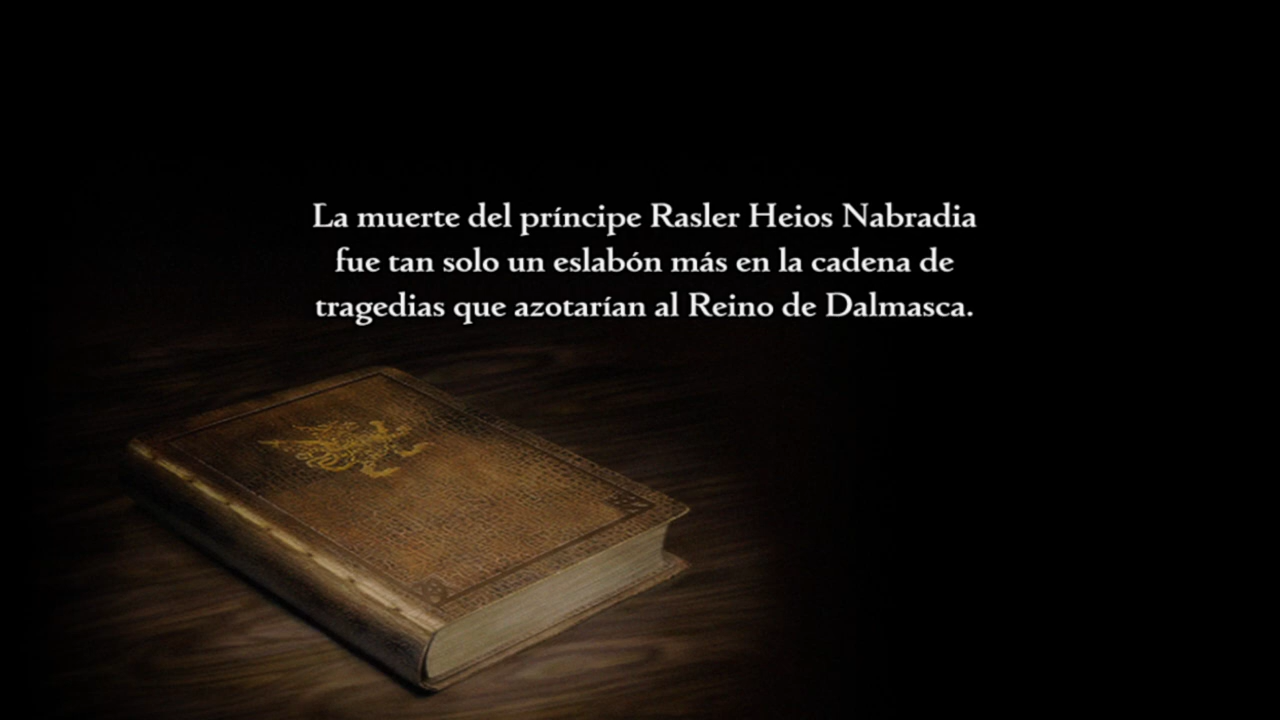 La muerte del príncipe Rasler Heios Nabradia
fue tan solo un eslabón más en la cadena de
tragedias que azotarían al Reino de Dalmasca.